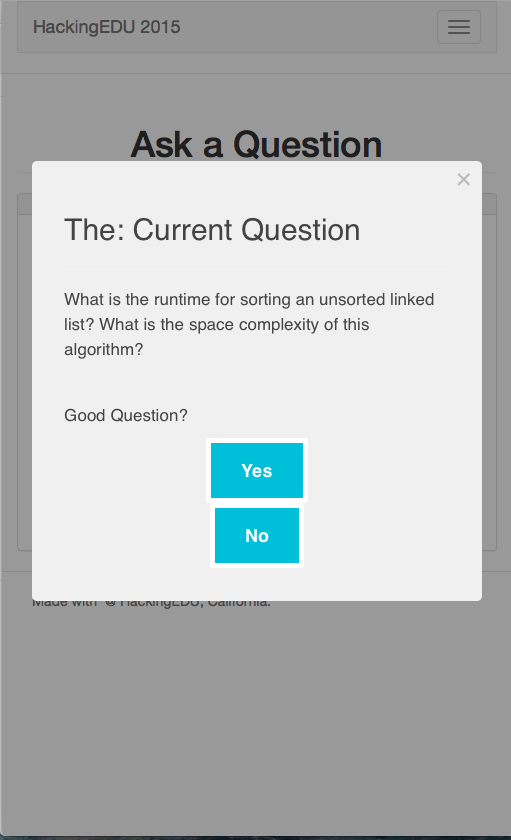 HackingEDU 2015
Ask a Question
×
The: Current Question
What is the runtime for sorting an unsorted linked
list? What is the space complexity of this
algorithm?
Good Question?
Yes
No
Made with @ HackingEDU, California.